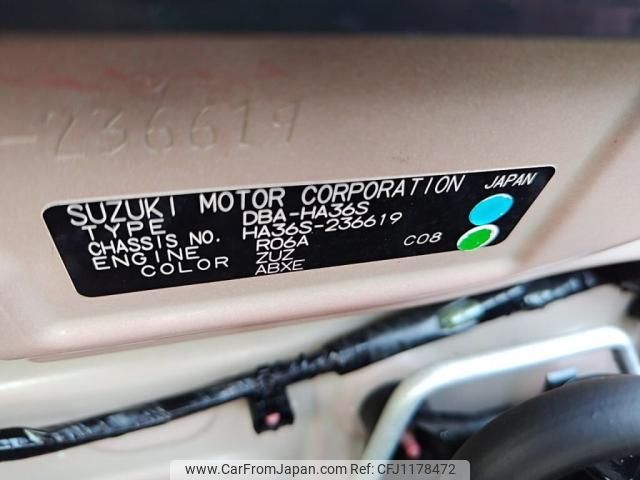 -236619
SUZUKI MOTOR CORPORATION JAPAN
TYPE DBA-HA36S
CHASSIS NO. HA36S-236619
ENGINE R06A C08
COLOR ZUZ
ABXE
www.CarFromJapan.com Ref.ID CFJ1178472